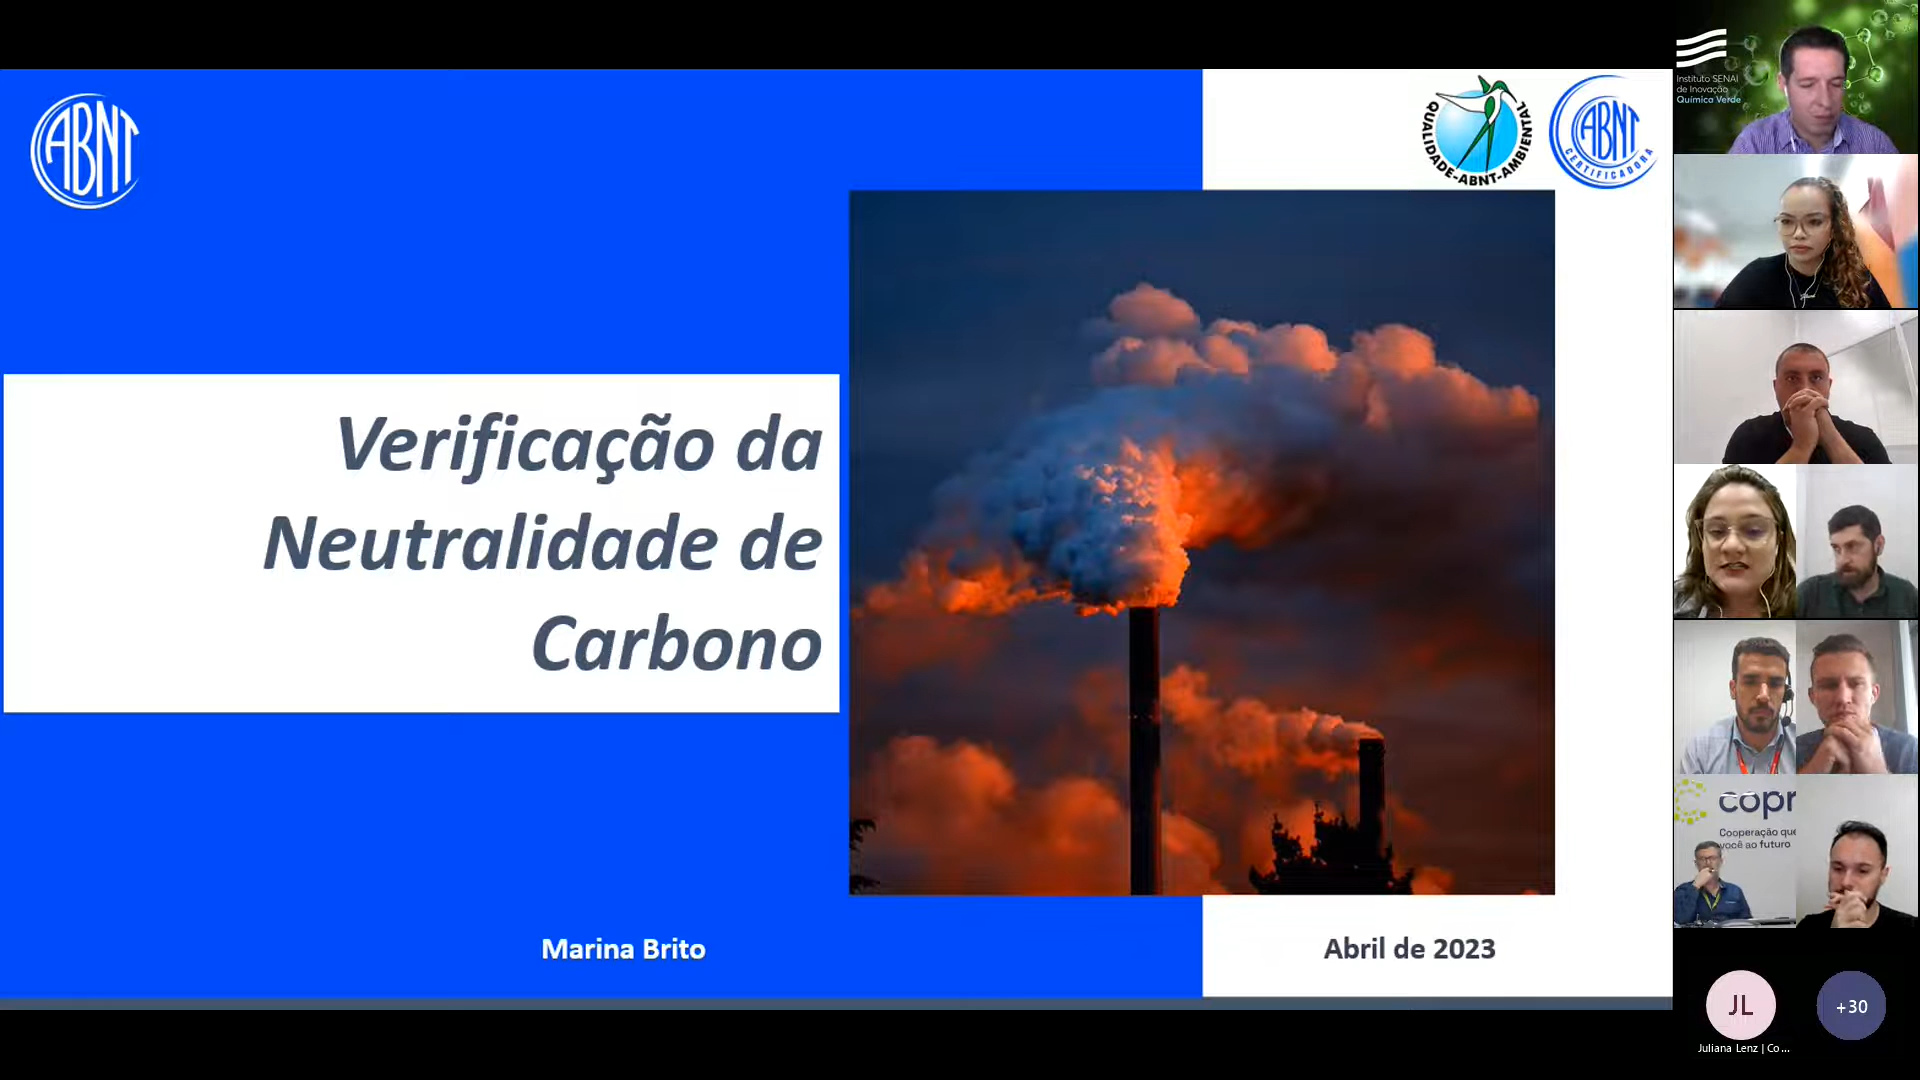 ABNT
QUALIDADE-ABNT-AMBIENTAL
ABNT
CERTIFICADORA
Verificação da
Neutralidade de
Carbono
Marina Brito
Abril de 2023
Instituto SENAI
de Inovação
Química Verde
copr
Cooperação que
você ao futuro
JL
+30
Juliana Lenz | Co...